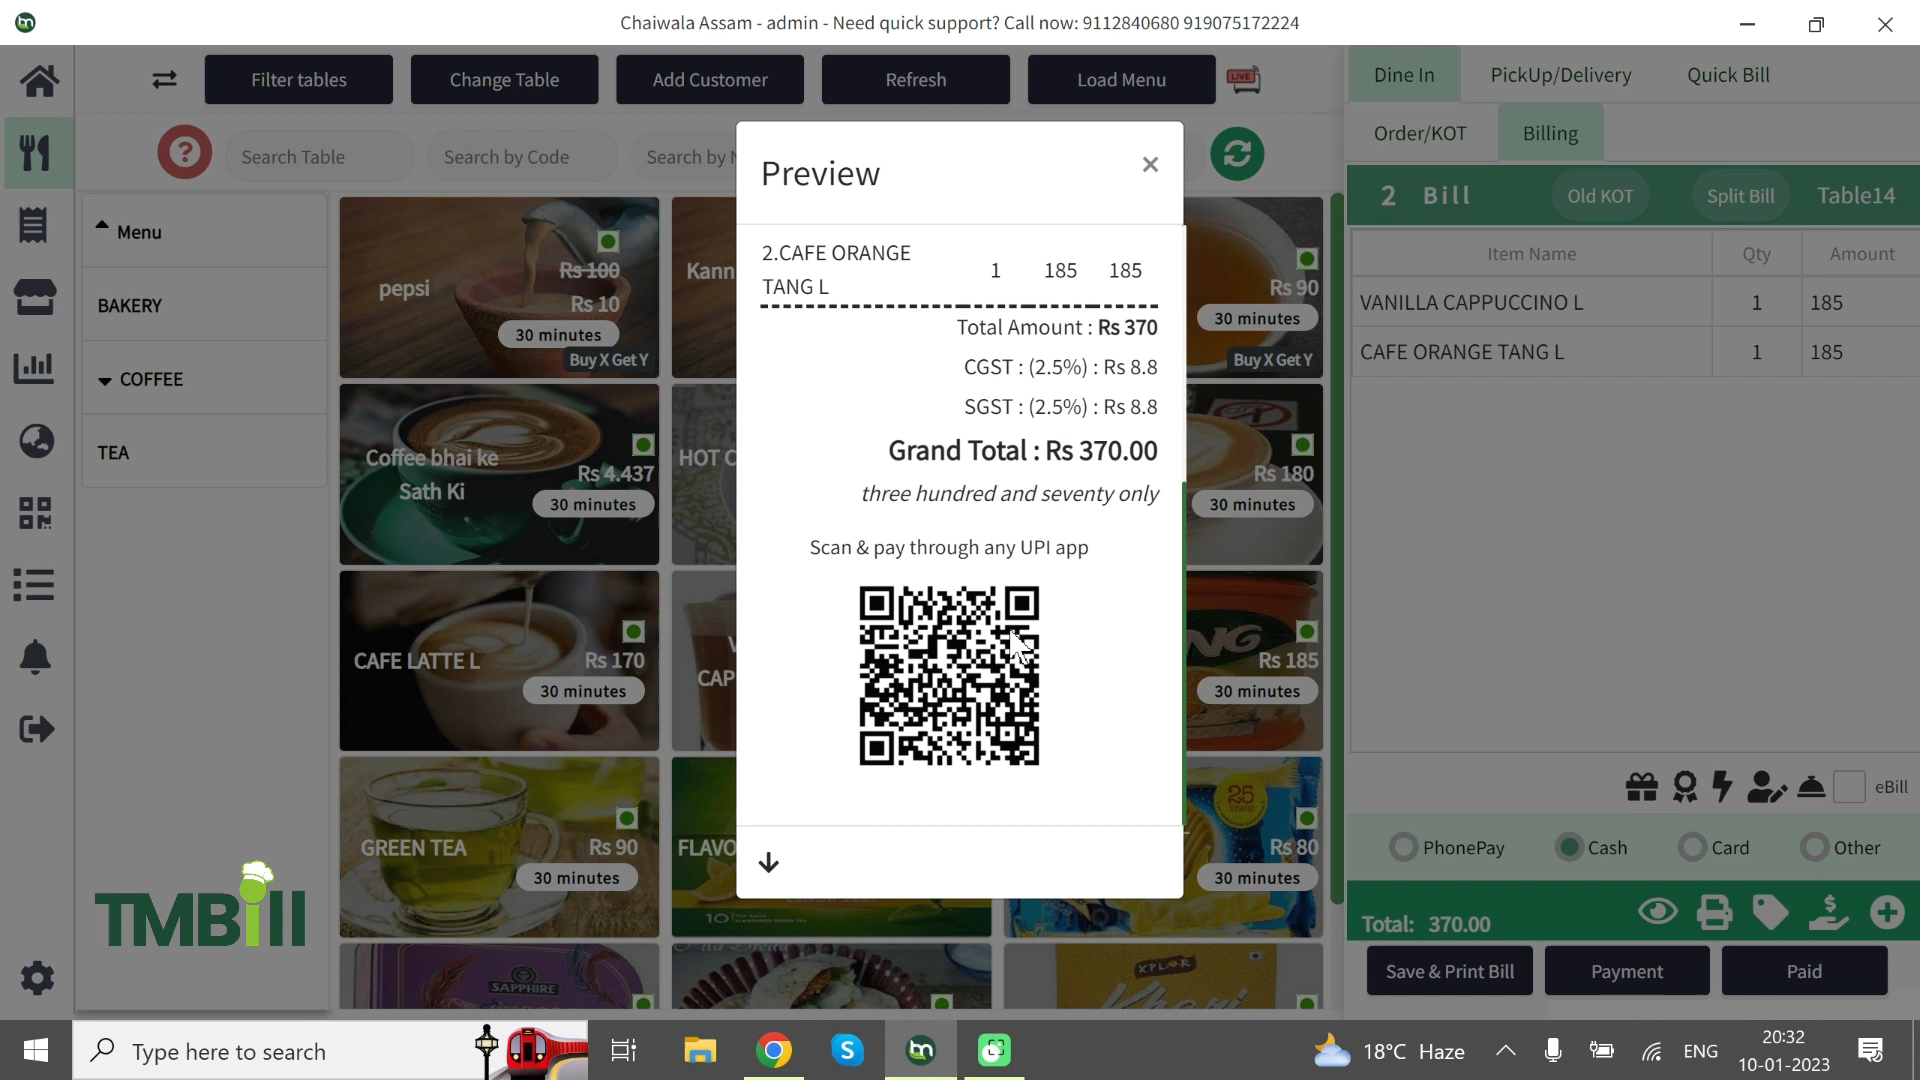 Chaiwala Assam - admin - Need quick support? Call now: 9112840680 919075172224
Filter tables
Change Table
Add Customer
Refresh
Load Menu
LIVE
Dine In
PickUp/Delivery
Quick Bill
Search Table
Search by Code
Search by
Order/KOT
Billing
2 Bill
Old KOT
Split Bill
Table14
Item Name
Qty
Amount
VANILLA CAPPUCCINO L
1
185
CAFE ORANGE TANG L
1
185
Menu
BAKERY
COFFEE
TEA
pepsi
Rs 100
Rs 10
30 minutes
Buy X Get Y
Kann
Rs 90
30 minutes
Buy X Get Y
Coffee bhai ke
Sath Ki
Rs 4.437
30 minutes
HOT C
Rs 180
30 minutes
CAFE LATTE L
Rs 170
30 minutes
CAP
Rs 185
30 minutes
GREEN TEA
Rs 90
30 minutes
FLAVO
10
25
Rs 80
30 minutes
SAPPHIRE
XPLOR
Khari
Preview
×
2.CAFE ORANGE
TANG L
1
185
185
Total Amount : Rs 370
CGST : (2.5%) : Rs 8.8
SGST : (2.5%) : Rs 8.8
Grand Total : Rs 370.00
three hundred and seventy only
Scan & pay through any UPI app
eBill
PhonePay
Cash
Card
Other
Total: 370.00
Save & Print Bill
Payment
Paid
TMBill
Type here to search
18°C Haze
ENG
20:32
10-01-2023